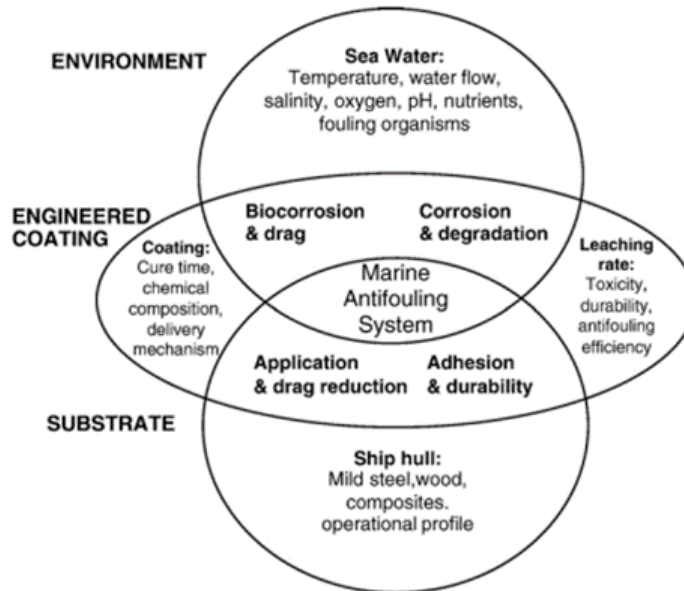 ENVIRONMENT
Sea Water:
Temperature, water flow,
salinity, oxygen, pH, nutrients,
fouling organisms
ENGINEERED
COATING
Biocorrosion
& drag
Corrosion
& degradation
Coating:
Cure time,
chemical
composition,
delivery
mechanism
Marine
Antifouling
System
Leaching
rate:
Toxicity,
durability,
antifouling
efficiency
Application
& drag reduction
Adhesion
& durability
SUBSTRATE
Ship hull:
Mild steel,wood,
composites.
operational profile